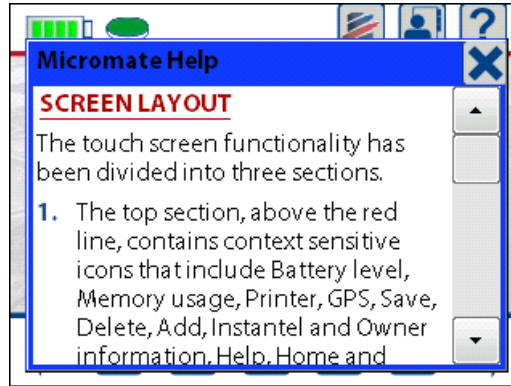 ?
Micromate Help
SCREEN LAYOUT
The touch screen functionality has
been divided into three sections.
1. The top section, above the red
line, contains context sensitive
icons that include Battery level,
Memory usage, Printer, GPS, Save,
Delete, Add, Instantel and Owner
information, Help, Home and